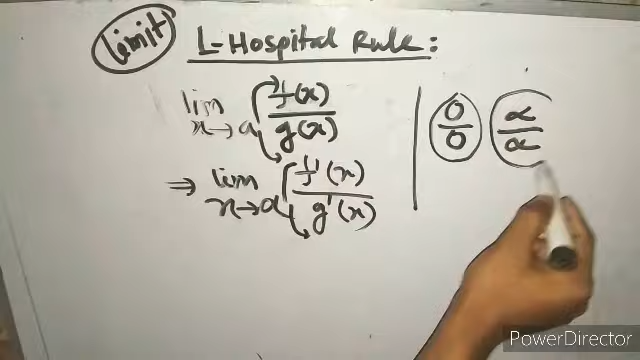 limit
L-Hospital Rule:
lim x→a f(x)/g(x)
⇒ lim x→a f'(x)/g'(x)
0/0 α/α
PowerDirector